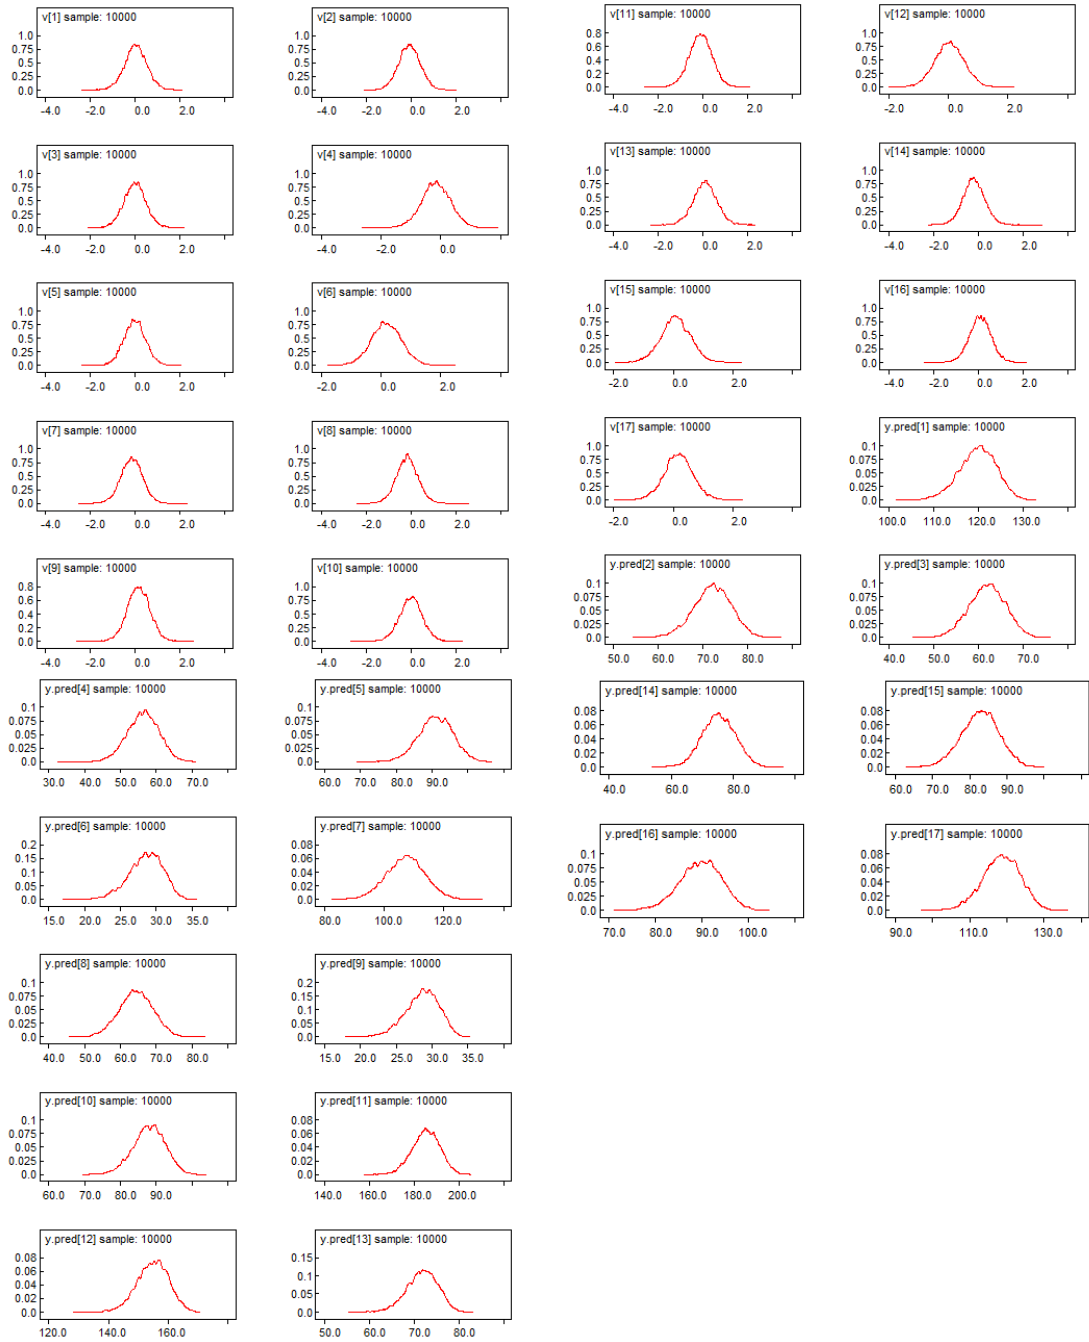 v[1] sample: 10000
1.0
0.75
0.5
0.25
0.0
-4.0 -2.0 0.0 2.0
v[2] sample: 10000
1.0
0.75
0.5
0.25
0.0
-4.0 -2.0 0.0 2.0
v[11] sample: 10000
0.8
0.6
0.4
0.2
0.0
-4.0 -2.0 0.0 2.0
v[12] sample: 10000
1.0
0.75
0.5
0.25
0.0
-2.0 0.0 2.0
v[3] sample: 10000
1.0
0.75
0.5
0.25
0.0
-4.0 -2.0 0.0 2.0
v[4] sample: 10000
1.0
0.75
0.5
0.25
0.0
-4.0 -2.0 0.0
v[13] sample: 10000
1.0
0.75
0.5
0.25
0.0
-4.0 -2.0 0.0 2.0
v[14] sample: 10000
1.0
0.75
0.5
0.25
0.0
-4.0 -2.0 0.0 2.0
v[5] sample: 10000
1.0
0.75
0.5
0.25
0.0
-4.0 -2.0 0.0 2.0
v[6] sample: 10000
1.0
0.75
0.5
0.25
0.0
-2.0 0.0 2.0
v[15] sample: 10000
1.0
0.75
0.5
0.25
0.0
-2.0 0.0 2.0
v[16] sample: 10000
1.0
0.75
0.5
0.25
0.0
-4.0 -2.0 0.0 2.0
v[7] sample: 10000
1.0
0.75
0.5
0.25
0.0
-4.0 -2.0 0.0 2.0
v[8] sample: 10000
1.0
0.75
0.5
0.25
0.0
-4.0 -2.0 0.0 2.0
v[17] sample: 10000
1.0
0.75
0.5
0.25
0.0
-2.0 0.0 2.0
y.pred[1] sample: 10000
0.1
0.075
0.05
0.025
0.0
100.0 110.0 120.0 130.0
v[9] sample: 10000
0.8
0.6
0.4
0.2
0.0
-4.0 -2.0 0.0 2.0
v[10] sample: 10000
1.0
0.75
0.5
0.25
0.0
-4.0 -2.0 0.0 2.0
y.pred[2] sample: 10000
0.1
0.075
0.05
0.025
0.0
50.0 60.0 70.0 80.0
y.pred[3] sample: 10000
0.1
0.075
0.05
0.025
0.0
40.0 50.0 60.0 70.0
y.pred[4] sample: 10000
0.1
0.075
0.05
0.025
0.0
30.0 40.0 50.0 60.0 70.0
y.pred[5] sample: 10000
0.1
0.075
0.05
0.025
0.0
60.0 70.0 80.0 90.0
y.pred[14] sample: 10000
0.08
0.06
0.04
0.02
0.0
40.0 60.0 80.0
y.pred[15] sample: 10000
0.08
0.06
0.04
0.02
0.0
60.0 70.0 80.0 90.0
y.pred[6] sample: 10000
0.2
0.15
0.1
0.05
0.0
15.0 20.0 25.0 30.0 35.0
y.pred[7] sample: 10000
0.08
0.06
0.04
0.02
0.0
80.0 100.0 120.0
y.pred[16] sample: 10000
0.1
0.075
0.05
0.025
0.0
70.0 80.0 90.0 100.0
y.pred[17] sample: 10000
0.08
0.06
0.04
0.02
0.0
90.0 110.0 130.0
y.pred[8] sample: 10000
0.1
0.075
0.05
0.025
0.0
40.0 50.0 60.0 70.0 80.0
y.pred[9] sample: 10000
0.2
0.15
0.1
0.05
0.0
15.0 20.0 25.0 30.0 35.0
y.pred[10] sample: 10000
0.1
0.075
0.05
0.025
0.0
60.0 70.0 80.0 90.0
y.pred[11] sample: 10000
0.08
0.06
0.04
0.02
0.0
140.0 160.0 180.0 200.0
y.pred[12] sample: 10000
0.08
0.06
0.04
0.02
0.0
120.0 140.0 160.0
y.pred[13] sample: 10000
0.15
0.1
0.05
0.0
50.0 60.0 70.0 80.0